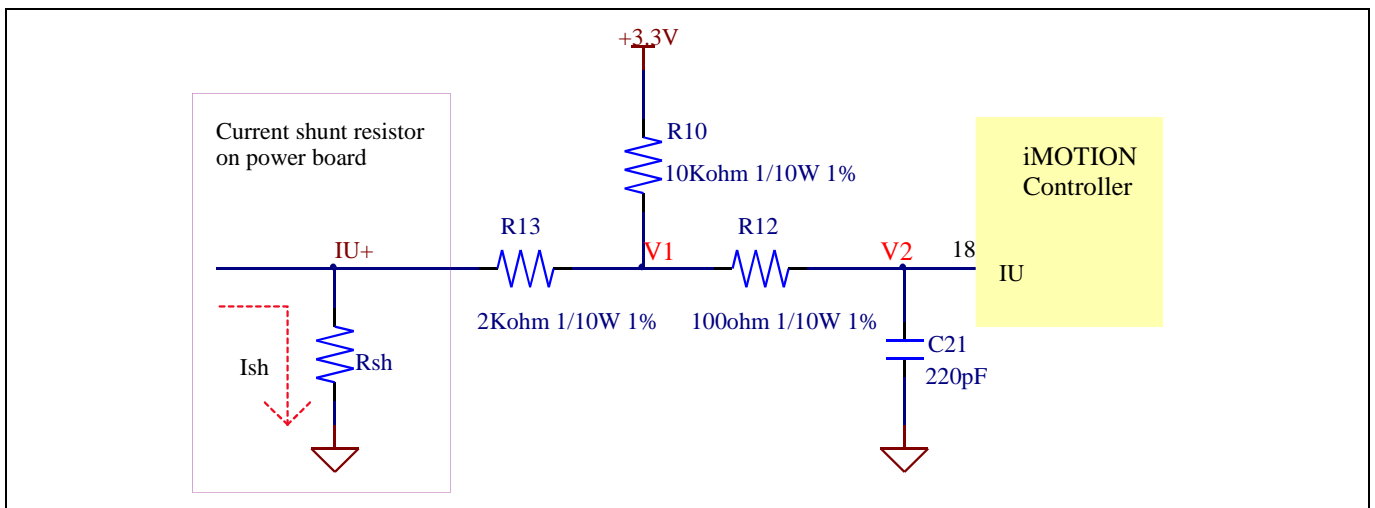 +3.3V
Current shunt resistor
on power board
R10
10Kohm 1/10W 1%
iMOTION
Controller
IU+
R13
V1
R12
V2
18
IU
2Kohm 1/10W 1%
100ohm 1/10W 1%
Ish
Rsh
C21
220pF